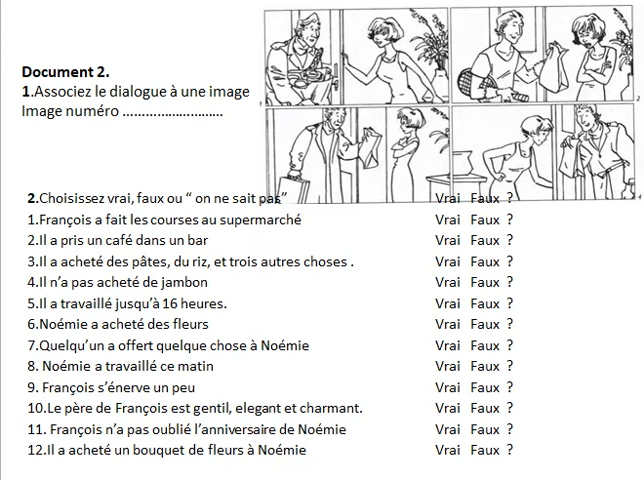 Document 2.
1.Associez le dialogue à une image
Image numéro ............................
1
2
4
2.Choisissez vrai, faux ou “ on ne sait pas” Vrai Faux ?
1.François a fait les courses au supermarché Vrai Faux ?
2.Il a pris un café dans un bar Vrai Faux ?
3.Il a acheté des pâtes, du riz, et trois autres choses . Vrai Faux ?
4.Il n’a pas acheté de jambon Vrai Faux ?
5.Il a travaillé jusqu’à 16 heures. Vrai Faux ?
6.Noémie a acheté des fleurs Vrai Faux ?
7.Quelqu’un a offert quelque chose à Noémie Vrai Faux ?
8. Noémie a travaillé ce matin Vrai Faux ?
9. François s’énerve un peu Vrai Faux ?
10.Le père de François est gentil, elegant et charmant. Vrai Faux ?
11. François n’a pas oublié l’anniversaire de Noémie Vrai Faux ?
12.Il a acheté un bouquet de fleurs à Noémie Vrai Faux ?